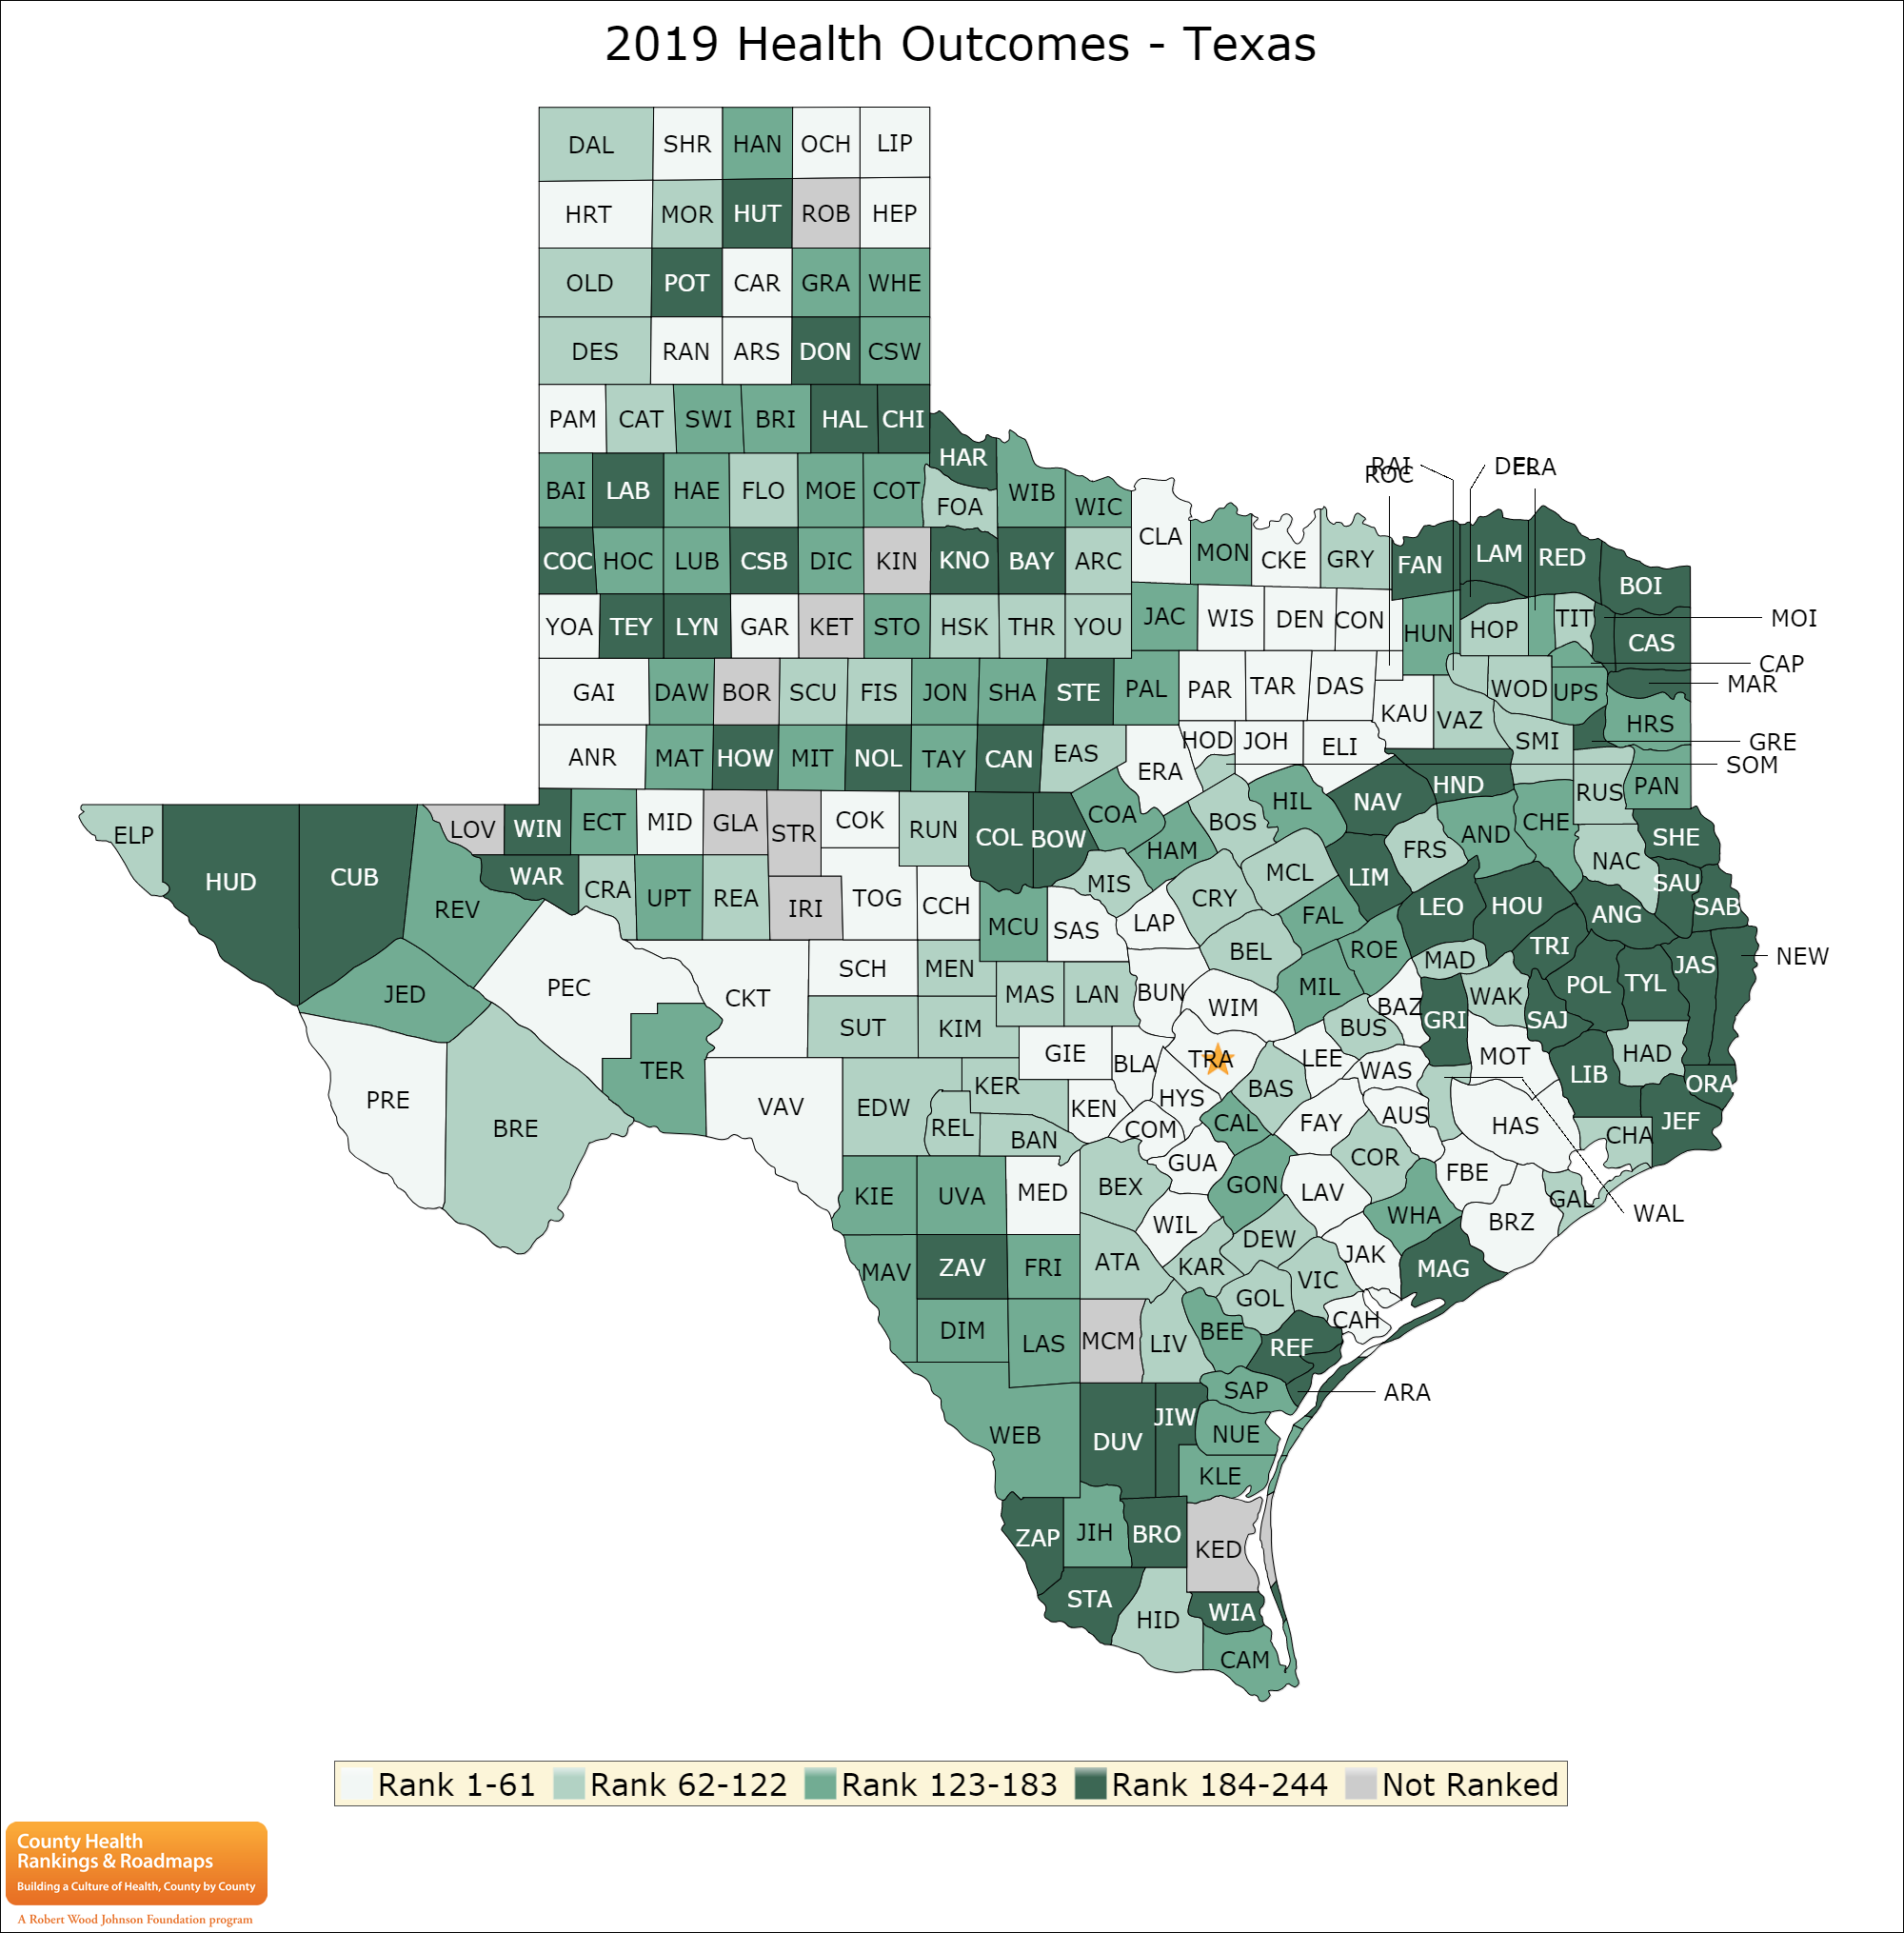 2019 Health Outcomes - Texas
DAL SHR HAN OCH LIP
HRT MOR HUT ROB HEP
OLD POT CAR GRA WHE
DES RAN ARS DON CSW
PAM CAT SWI BRI HAL CHI
HAR
RAI DEL FRA
ROC
BAI LAB HAE FLO MOE COT FOA WIB WIC
CLA MON CKE GRY FAN LAM RED BOI
COC HOC LUB CSB DIC KIN KNO BAY ARC
YOA TEY LYN GAR KET STO HSK THR YOU JAC WIS DEN CON HUN HOP TIT MOI
CAS
CAP
GAI DAW BOR SCU FIS JON SHA STE PAL PAR TAR DAS WOD UPS MAR
KAU VAZ HRS
ANR MAT HOW MIT NOL TAY CAN EAS HOD JOH ELI SMI GRE
ERA SOM
HND RUS PAN
ELP LOV WIN ECT MID GLA STR COK RUN COL BOW COA BOS HIL NAV AND CHE SHE
HAM FRS NAC
HUD CUB WAR CRA UPT REA IRI TOG CCH MIS CRY MCL LIM SAU
REV MCU SAS LAP FAL LEO HOU ANG SAB
SCH MEN BEL ROE MAD TRI NEW
JED PEC CKT MAS LAN BUN WIM MIL BAZ WAK POL TYL JAS
SUT KIM BUS GRI SAJ
TER GIE BLA TRA LEE WAS MOT LIB HAD
PRE VAV EDW KER KEN HYS BAS ORA
BRE REL BAN COM CAL FAY AUS HAS CHA JEF
KIE UVA MED BEX GUA GON LAV COR FBE GAL
WIL WHA BRZ WAL
MAV ZAV FRI ATA KAR DEW JAK MAG
VIC
DIM LAS MCM LIV BEE GOL CAH
REF
SAP ARA
WEB DUV JIW NUE
KLE
ZAP JIH BRO KED
STA HID WIA
CAM
Rank 1-61 Rank 62-122 Rank 123-183 Rank 184-244 Not Ranked
County Health
Rankings & Roadmaps
Building a Culture of Health, County by County
A Robert Wood Johnson Foundation program